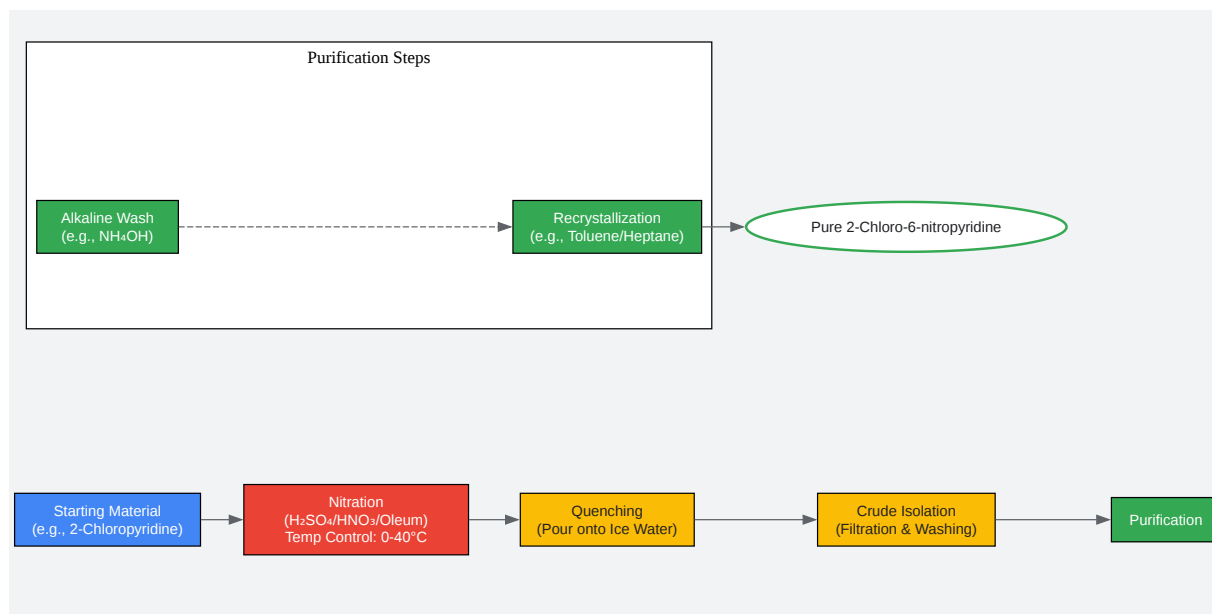 Purification Steps
Alkaline Wash
(e.g., NH₄OH)
Recrystallization
(e.g., Toluene/Heptane)
Pure 2-Chloro-6-nitropyridine
Starting Material
(e.g., 2-Chloropyridine)
Nitration
(H₂SO₄/HNO₃/Oleum)
Temp Control: 0-40°C
Quenching
(Pour onto Ice Water)
Crude Isolation
(Filtration & Washing)
Purification